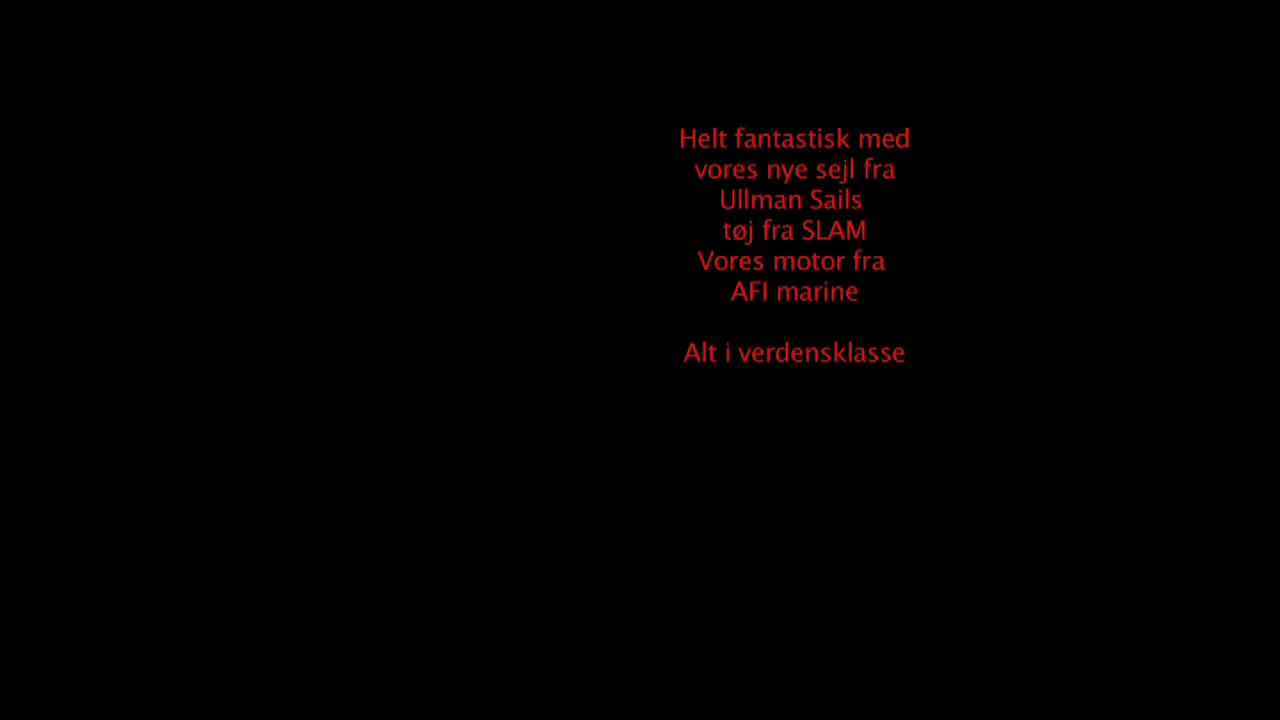 Helt fantastisk med
vores nye sejl fra
Ullman Sails
tøj fra SLAM
Vores motor fra
AFI marine
Alt i verdensklasse